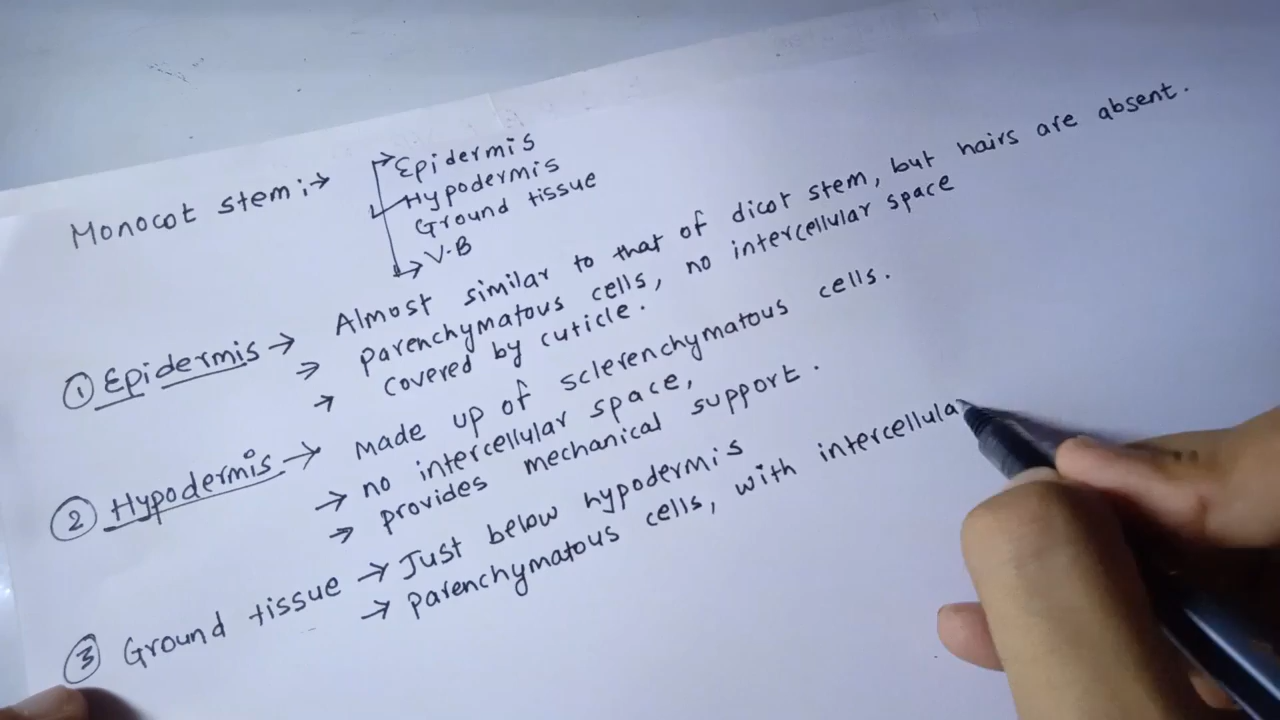 Monocot stem :→ Epidermis
Hypodermis
Ground tissue
V.B
① Epidermis → Almost similar to that of dicot stem, but hairs are absent.
→ parenchymatous cells, no intercellular space
→ covered by cuticle.
② Hypodermis → made up of sclerenchymatous cells.
→ no intercellular space,
→ provides mechanical support.
③ Ground tissue → Just below hypodermis
→ parenchymatous cells, with intercellula